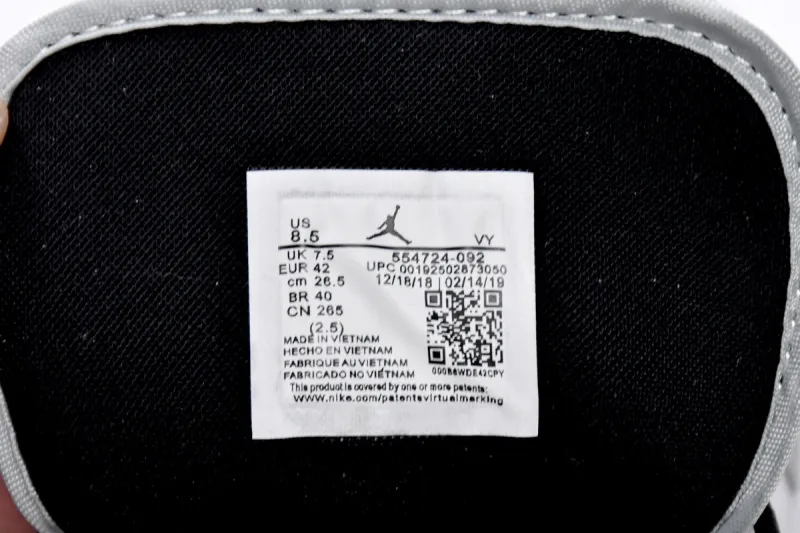 US
8.5
VY
UK 7.5
554724-092
EUR 42
UPC 00192502873050
cm 26.5
12/18/18 | 02/14/19
BR 40
CN 265
(2.5)
MADE IN VIETNAM
HECHO EN VIETNAM
FABRIQUE AU VIETNAM
FABRICADO NO VIETNAM
000B8WDE42CPY
This product is covered by one or more patents:
www.nike.com/patentsvirtualmarking